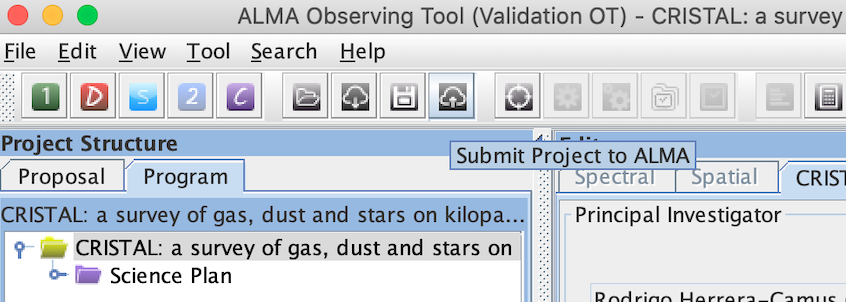 ALMA Observing Tool (Validation OT) - CRISTAL: a survey
File Edit View Tool Search Help
1 D S 2 C
Project Structure
Submit Project to ALMA
Proposal Program
Spectral Spatial CRIST
CRISTAL: a survey of gas, dust and stars on kilopa...
Principal Investigator
CRISTAL: a survey of gas, dust and stars on
Science Plan
Rodrigo Herrera-Camus